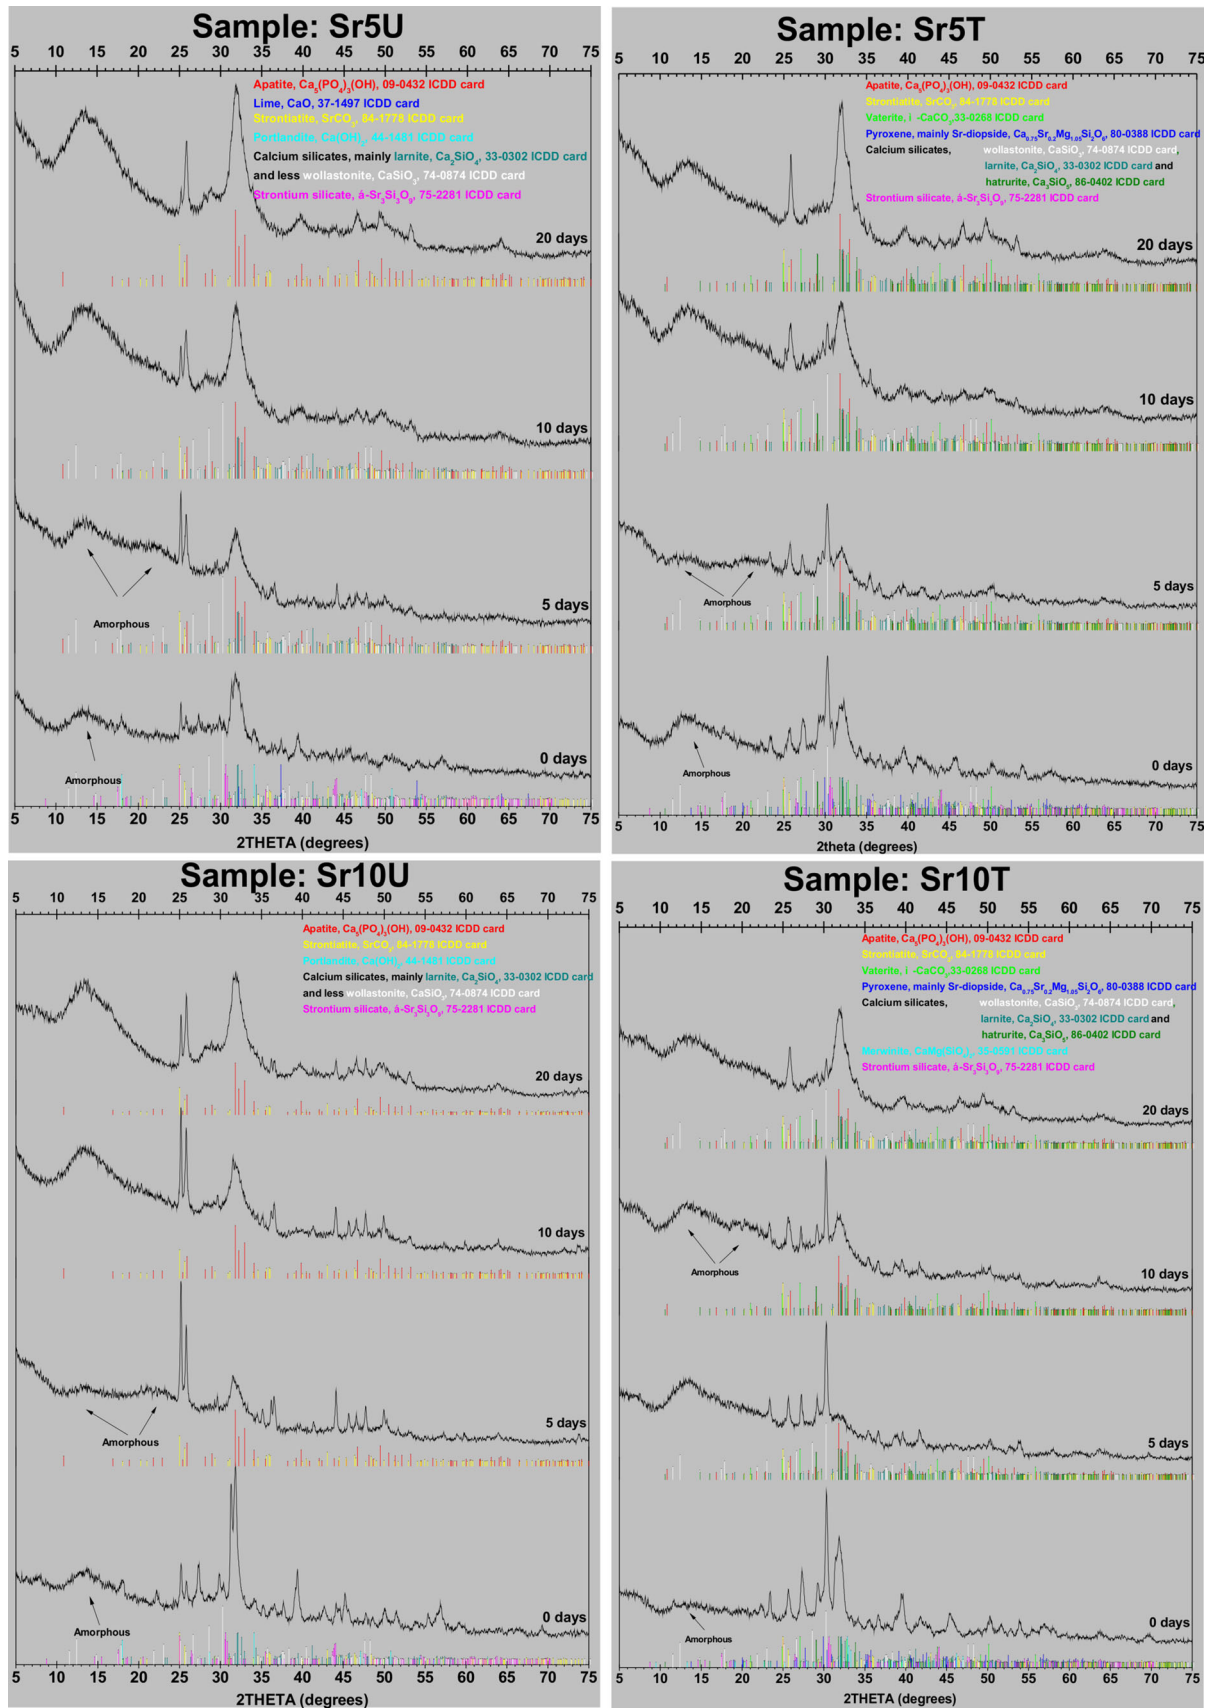 Sample: Sr5U
5 10 15 20 25 30 35 40 45 50 55 60 65 70 75
Apatite, Ca5(PO4)3(OH), 09-0432 ICDD card
Lime, CaO, 37-1497 ICDD card
Strontiatite, SrCO3, 84-1778 ICDD card
Portlandite, Ca(OH)2, 44-1481 ICDD card
Calcium silicates, mainly larnite, Ca2SiO4, 33-0302 ICDD card
and less wollastonite, CaSiO3, 74-0874 ICDD card
Strontium silicate, á-Sr3Si3O9, 75-2281 ICDD card
20 days
10 days
5 days
Amorphous
0 days
Amorphous
5 10 15 20 25 30 35 40 45 50 55 60 65 70 75
2THETA (degrees)
Sample: Sr5T
5 10 15 20 25 30 35 40 45 50 55 60 65 70 75
Apatite, Ca5(PO4)3(OH), 09-0432 ICDD card
Strontiatite, SrCO3, 84-1778 ICDD card
Vaterite, ì -CaCO3,33-0268 ICDD card
Pyroxene, mainly Sr-diopside, Ca0.75Sr0.2Mg1.05Si2O6, 80-0388 ICDD card
Calcium silicates, wollastonite, CaSiO3, 74-0874 ICDD card,
larnite, Ca2SiO4, 33-0302 ICDD card and
hatrurite, Ca3SiO5, 86-0402 ICDD card
Strontium silicate, á-Sr3Si3O9, 75-2281 ICDD card
20 days
10 days
5 days
Amorphous
0 days
Amorphous
5 10 15 20 25 30 35 40 45 50 55 60 65 70 75
2theta (degrees)
Sample: Sr10U
5 10 15 20 25 30 35 40 45 50 55 60 65 70 75
Apatite, Ca5(PO4)3(OH), 09-0432 ICDD card
Strontiatite, SrCO3, 84-1778 ICDD card
Portlandite, Ca(OH)2, 44-1481 ICDD card
Calcium silicates, mainly larnite, Ca2SiO4, 33-0302 ICDD card
and less wollastonite, CaSiO3, 74-0874 ICDD card
Strontium silicate, á-Sr3Si3O9, 75-2281 ICDD card
20 days
10 days
5 days
Amorphous
0 days
Amorphous
5 10 15 20 25 30 35 40 45 50 55 60 65 70 75
2THETA (degrees)
Sample: Sr10T
5 10 15 20 25 30 35 40 45 50 55 60 65 70 75
Apatite, Ca5(PO4)3(OH), 09-0432 ICDD card
Strontiatite, SrCO3, 84-1778 ICDD card
Vaterite, ì -CaCO3,33-0268 ICDD card
Pyroxene, mainly Sr-diopside, Ca0.75Sr0.2Mg1.05Si2O6, 80-0388 ICDD card
Calcium silicates, wollastonite, CaSiO3, 74-0874 ICDD card,
larnite, Ca2SiO4, 33-0302 ICDD card and
hatrurite, Ca3SiO5, 86-0402 ICDD card
ICDD card
Strontium silicate, á-Sr3Si3O9, 75-2281 ICDD card
20 days
10 days
Amorphous
5 days
0 days
Amorphous
5 10 15 20 25 30 35 40 45 50 55 60 65 70 75
2THETA (degrees)